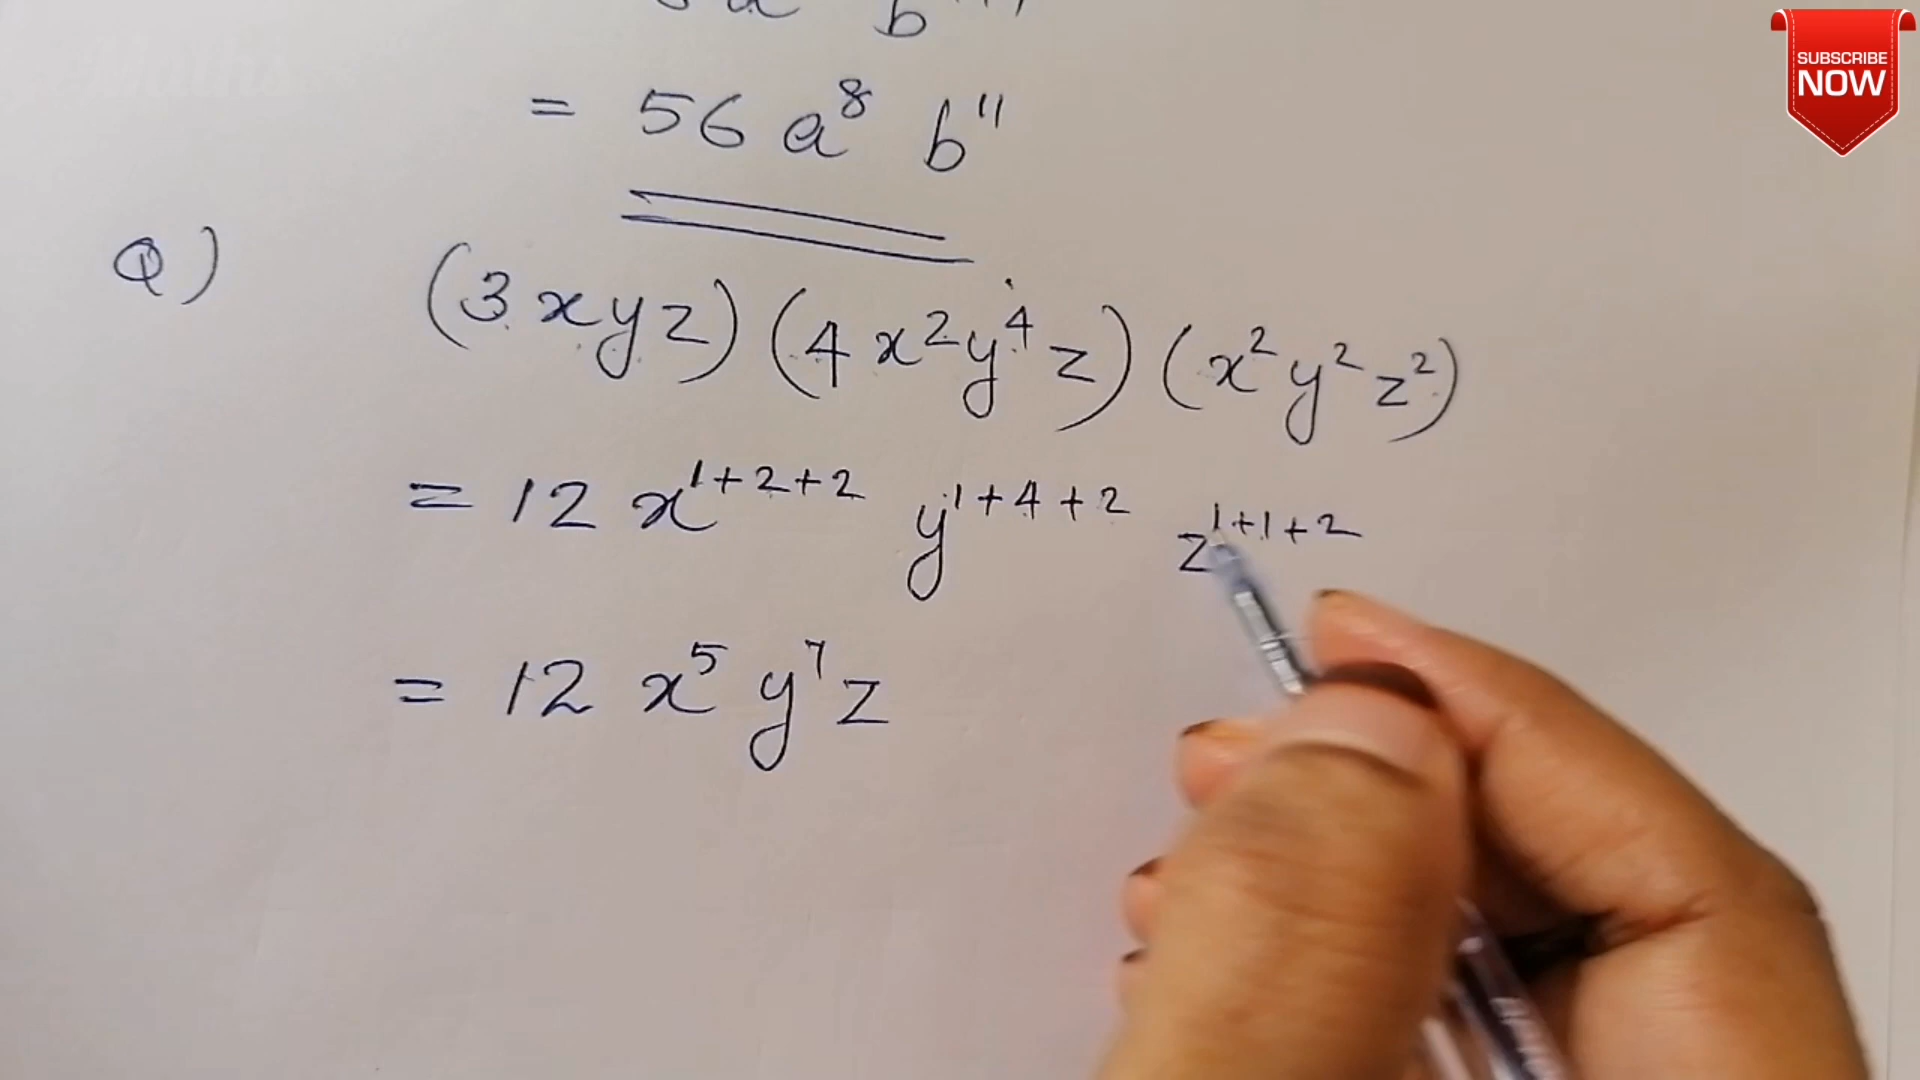 = 56 a⁸ b¹¹
Q) (3xyz)(4x²y⁴z)(x²y²z²)
= 12 x¹⁺²⁺² y¹⁺⁴⁺² z¹⁺¹⁺²
= 12 x⁵ y⁷ z
SUBSCRIBE
NOW